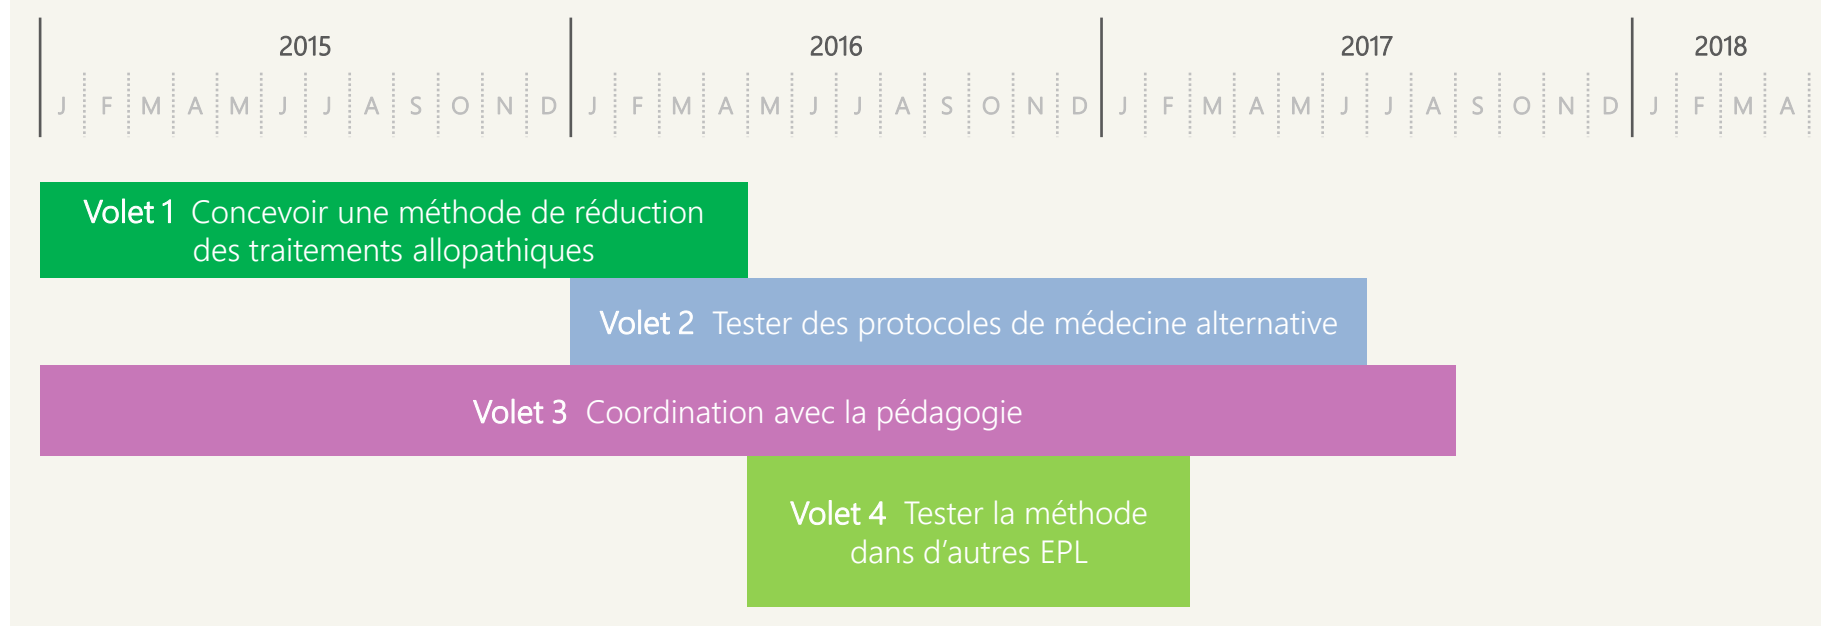 2015 2016 2017 2018
J F M A M J J A S O N D J F M A M J J A S O N D J F M A M J J A S O N D J F M A
Volet 1 Concevoir une méthode de réduction
des traitements allopathiques
Volet 2 Tester des protocoles de médecine alternative
Volet 3 Coordination avec la pédagogie
Volet 4 Tester la méthode
dans d’autres EPL